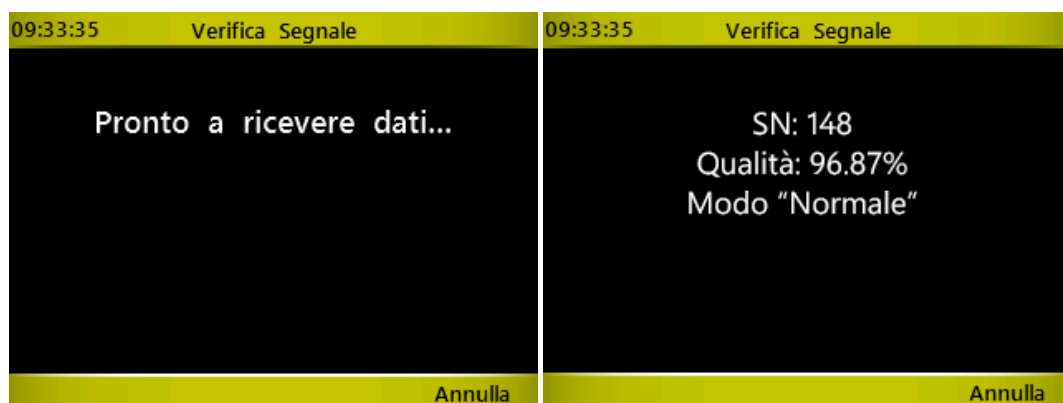 09:33:35 Verifica Segnale
Pronto a ricevere dati...
Annulla
09:33:35 Verifica Segnale
SN: 148
Qualità: 96.87%
Modo “Normale”
Annulla